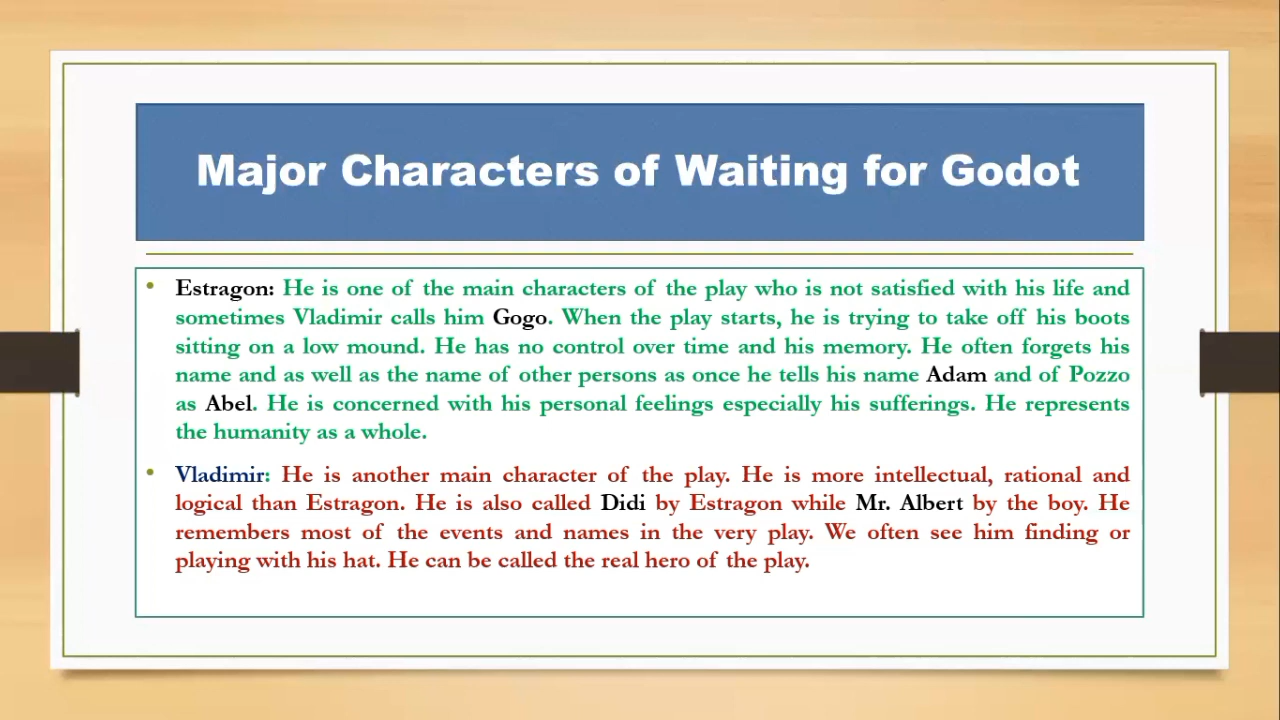 Major Characters of Waiting for Godot
• Estragon: He is one of the main characters of the play who is not satisfied with his life and
sometimes Vladimir calls him Gogo. When the play starts, he is trying to take off his boots
sitting on a low mound. He has no control over time and his memory. He often forgets his
name and as well as the name of other persons as once he tells his name Adam and of Pozzo
as Abel. He is concerned with his personal feelings especially his sufferings. He represents
the humanity as a whole.
• Vladimir: He is another main character of the play. He is more intellectual, rational and
logical than Estragon. He is also called Didi by Estragon while Mr. Albert by the boy. He
remembers most of the events and names in the very play. We often see him finding or
playing with his hat. He can be called the real hero of the play.